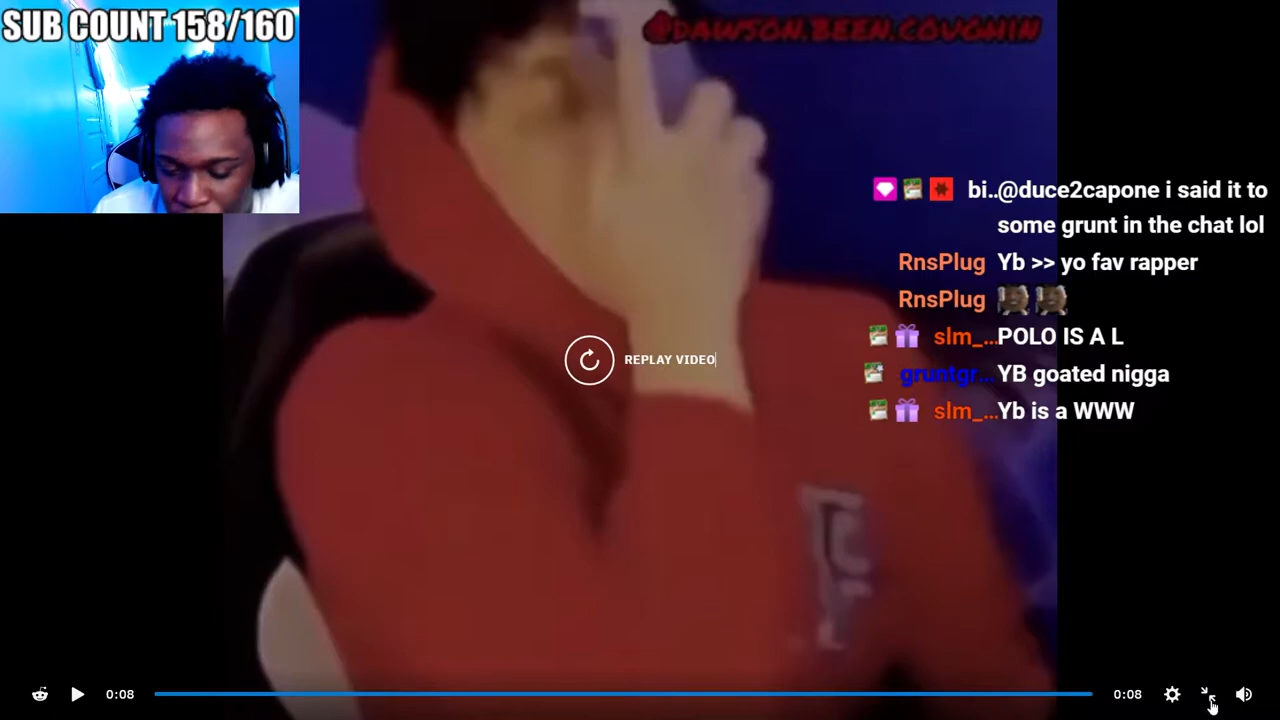 SUB COUNT 158/160
@DAWSON.BEEN.COUGHIN
bi..@duce2capone i said it to
some grunt in the chat lol
RnsPlug Yb >> yo fav rapper
RnsPlug
slm_...POLO IS A L
gruntgr...YB goated nigga
slm_...Yb is a WWW
REPLAY VIDEO
0:08
0:08